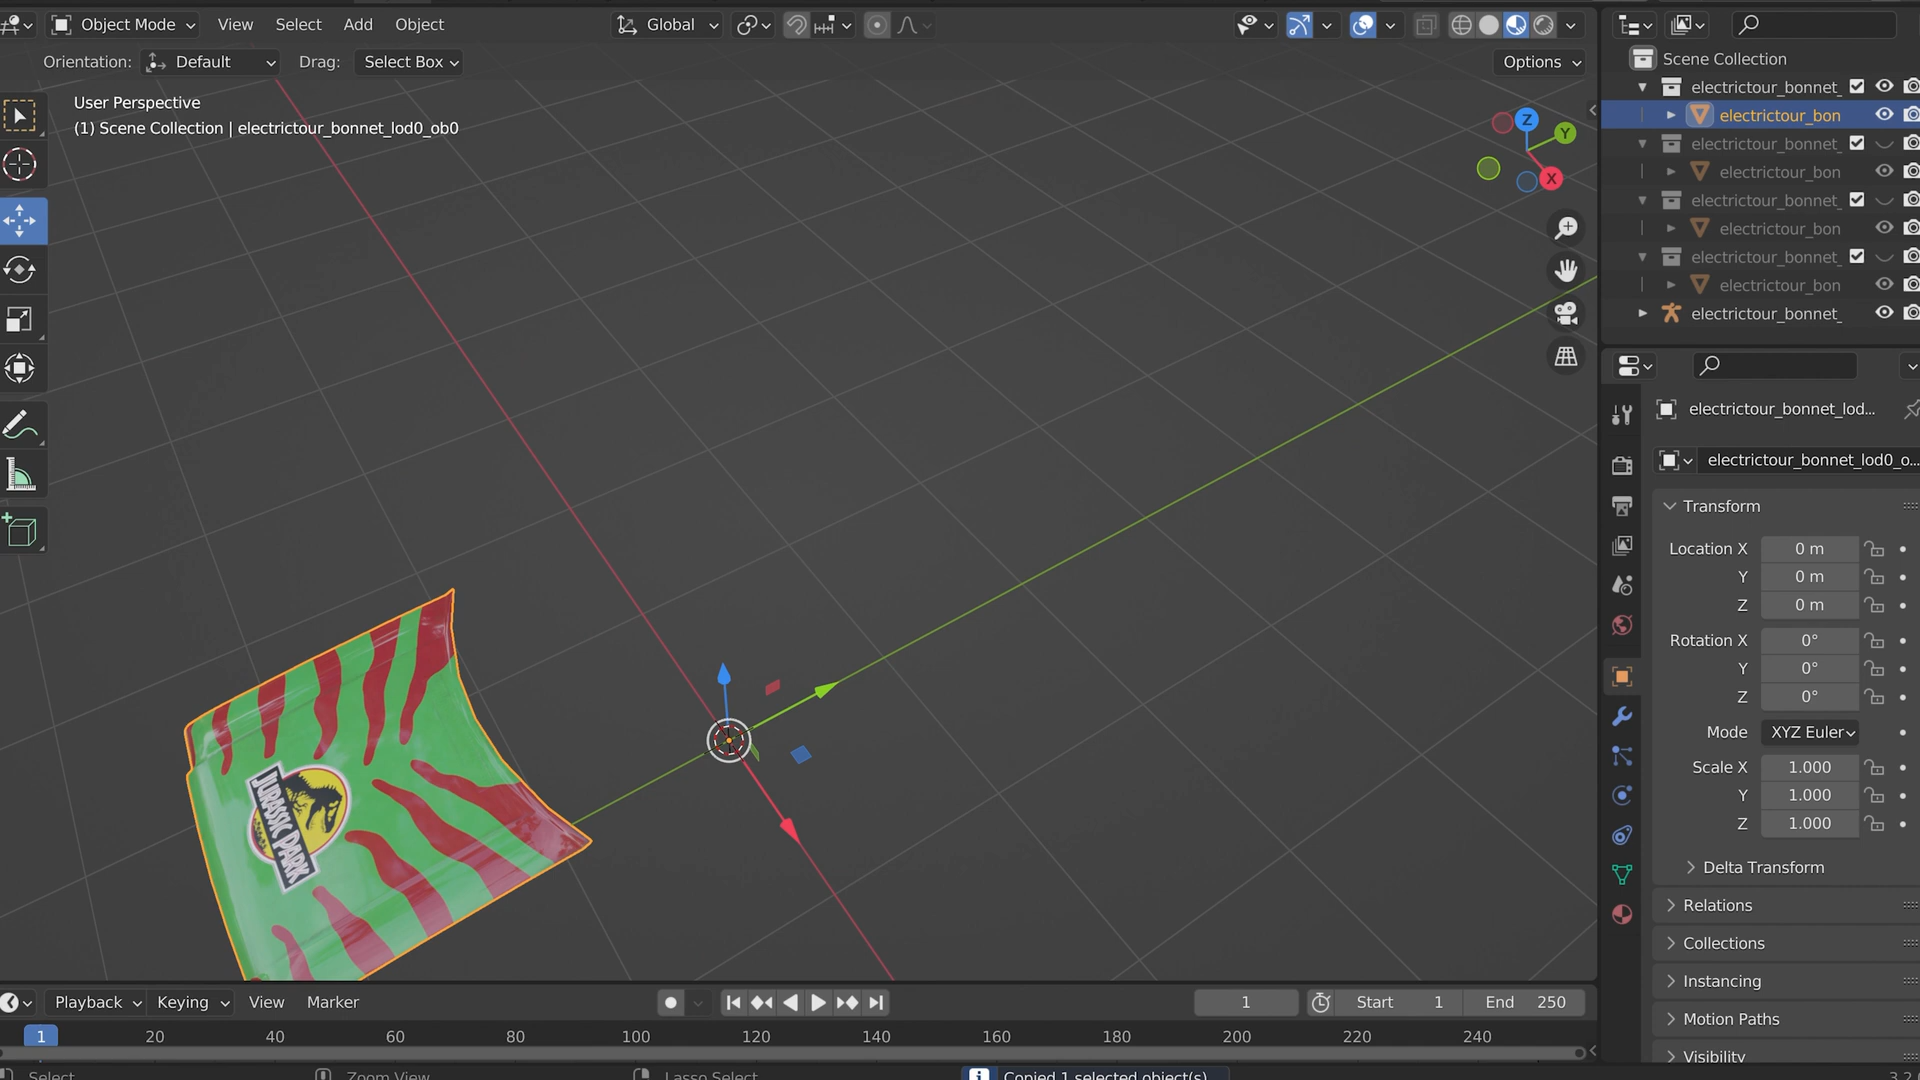 Object Mode View Select Add Object Global
Orientation: Default Drag: Select Box Options
User Perspective
(1) Scene Collection | electrictour_bonnet_lod0_ob0
Z
Y
X
JURASSIC PARK
Scene Collection
electrictour_bonnet_
electrictour_bon
electrictour_bonnet_
electrictour_bon
electrictour_bonnet_
electrictour_bon
electrictour_bonnet_
electrictour_bon
electrictour_bonnet_
electrictour_bonnet_lod...
electrictour_bonnet_lod0_o...
Transform
Location X 0 m
Y 0 m
Z 0 m
Rotation X 0°
Y 0°
Z 0°
Mode XYZ Euler
Scale X 1.000
Y 1.000
Z 1.000
Delta Transform
Relations
Collections
Instancing
Motion Paths
Visibility
Playback Keying View Marker 1 Start 1 End 250
1 20 40 60 80 100 120 140 160 180 200 220 240
Select Zoom View Lasso Select Copied 1 selected object(s)